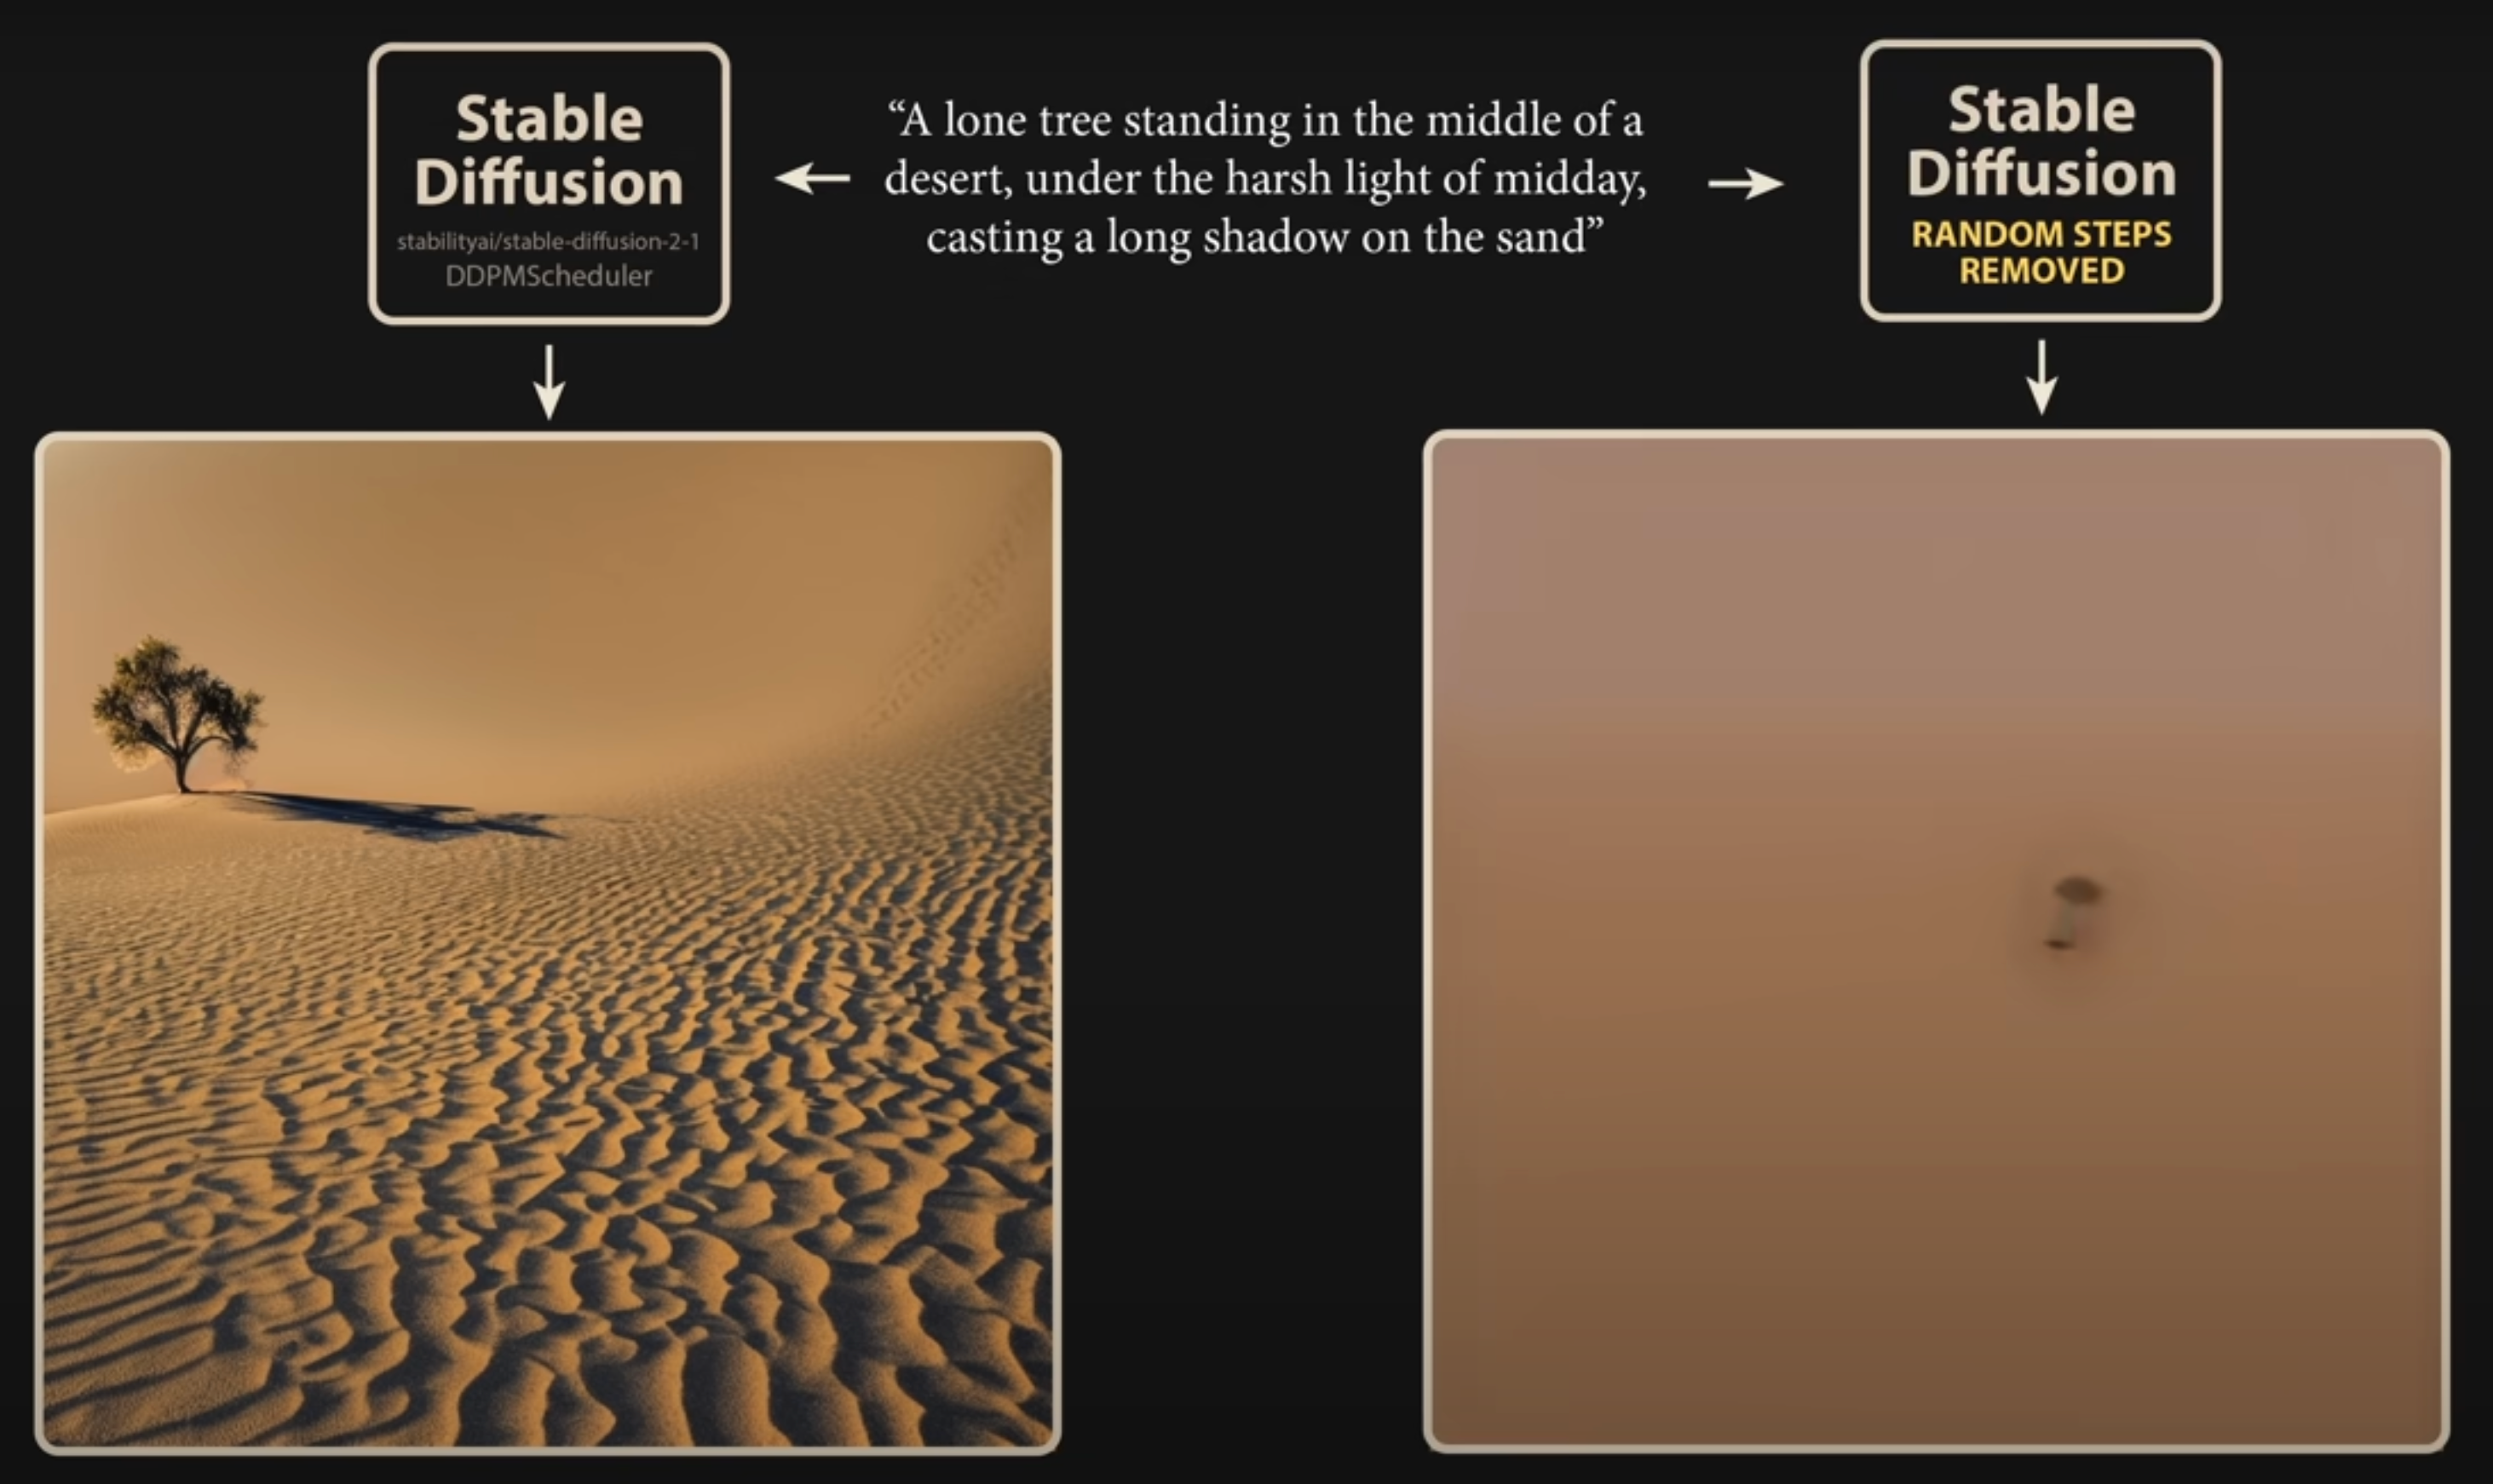 Stable
Diffusion
stabilityai/stable-diffusion-2-1
DDPMScheduler
“A lone tree standing in the middle of a
desert, under the harsh light of midday,
casting a long shadow on the sand”
Stable
Diffusion
RANDOM STEPS
REMOVED